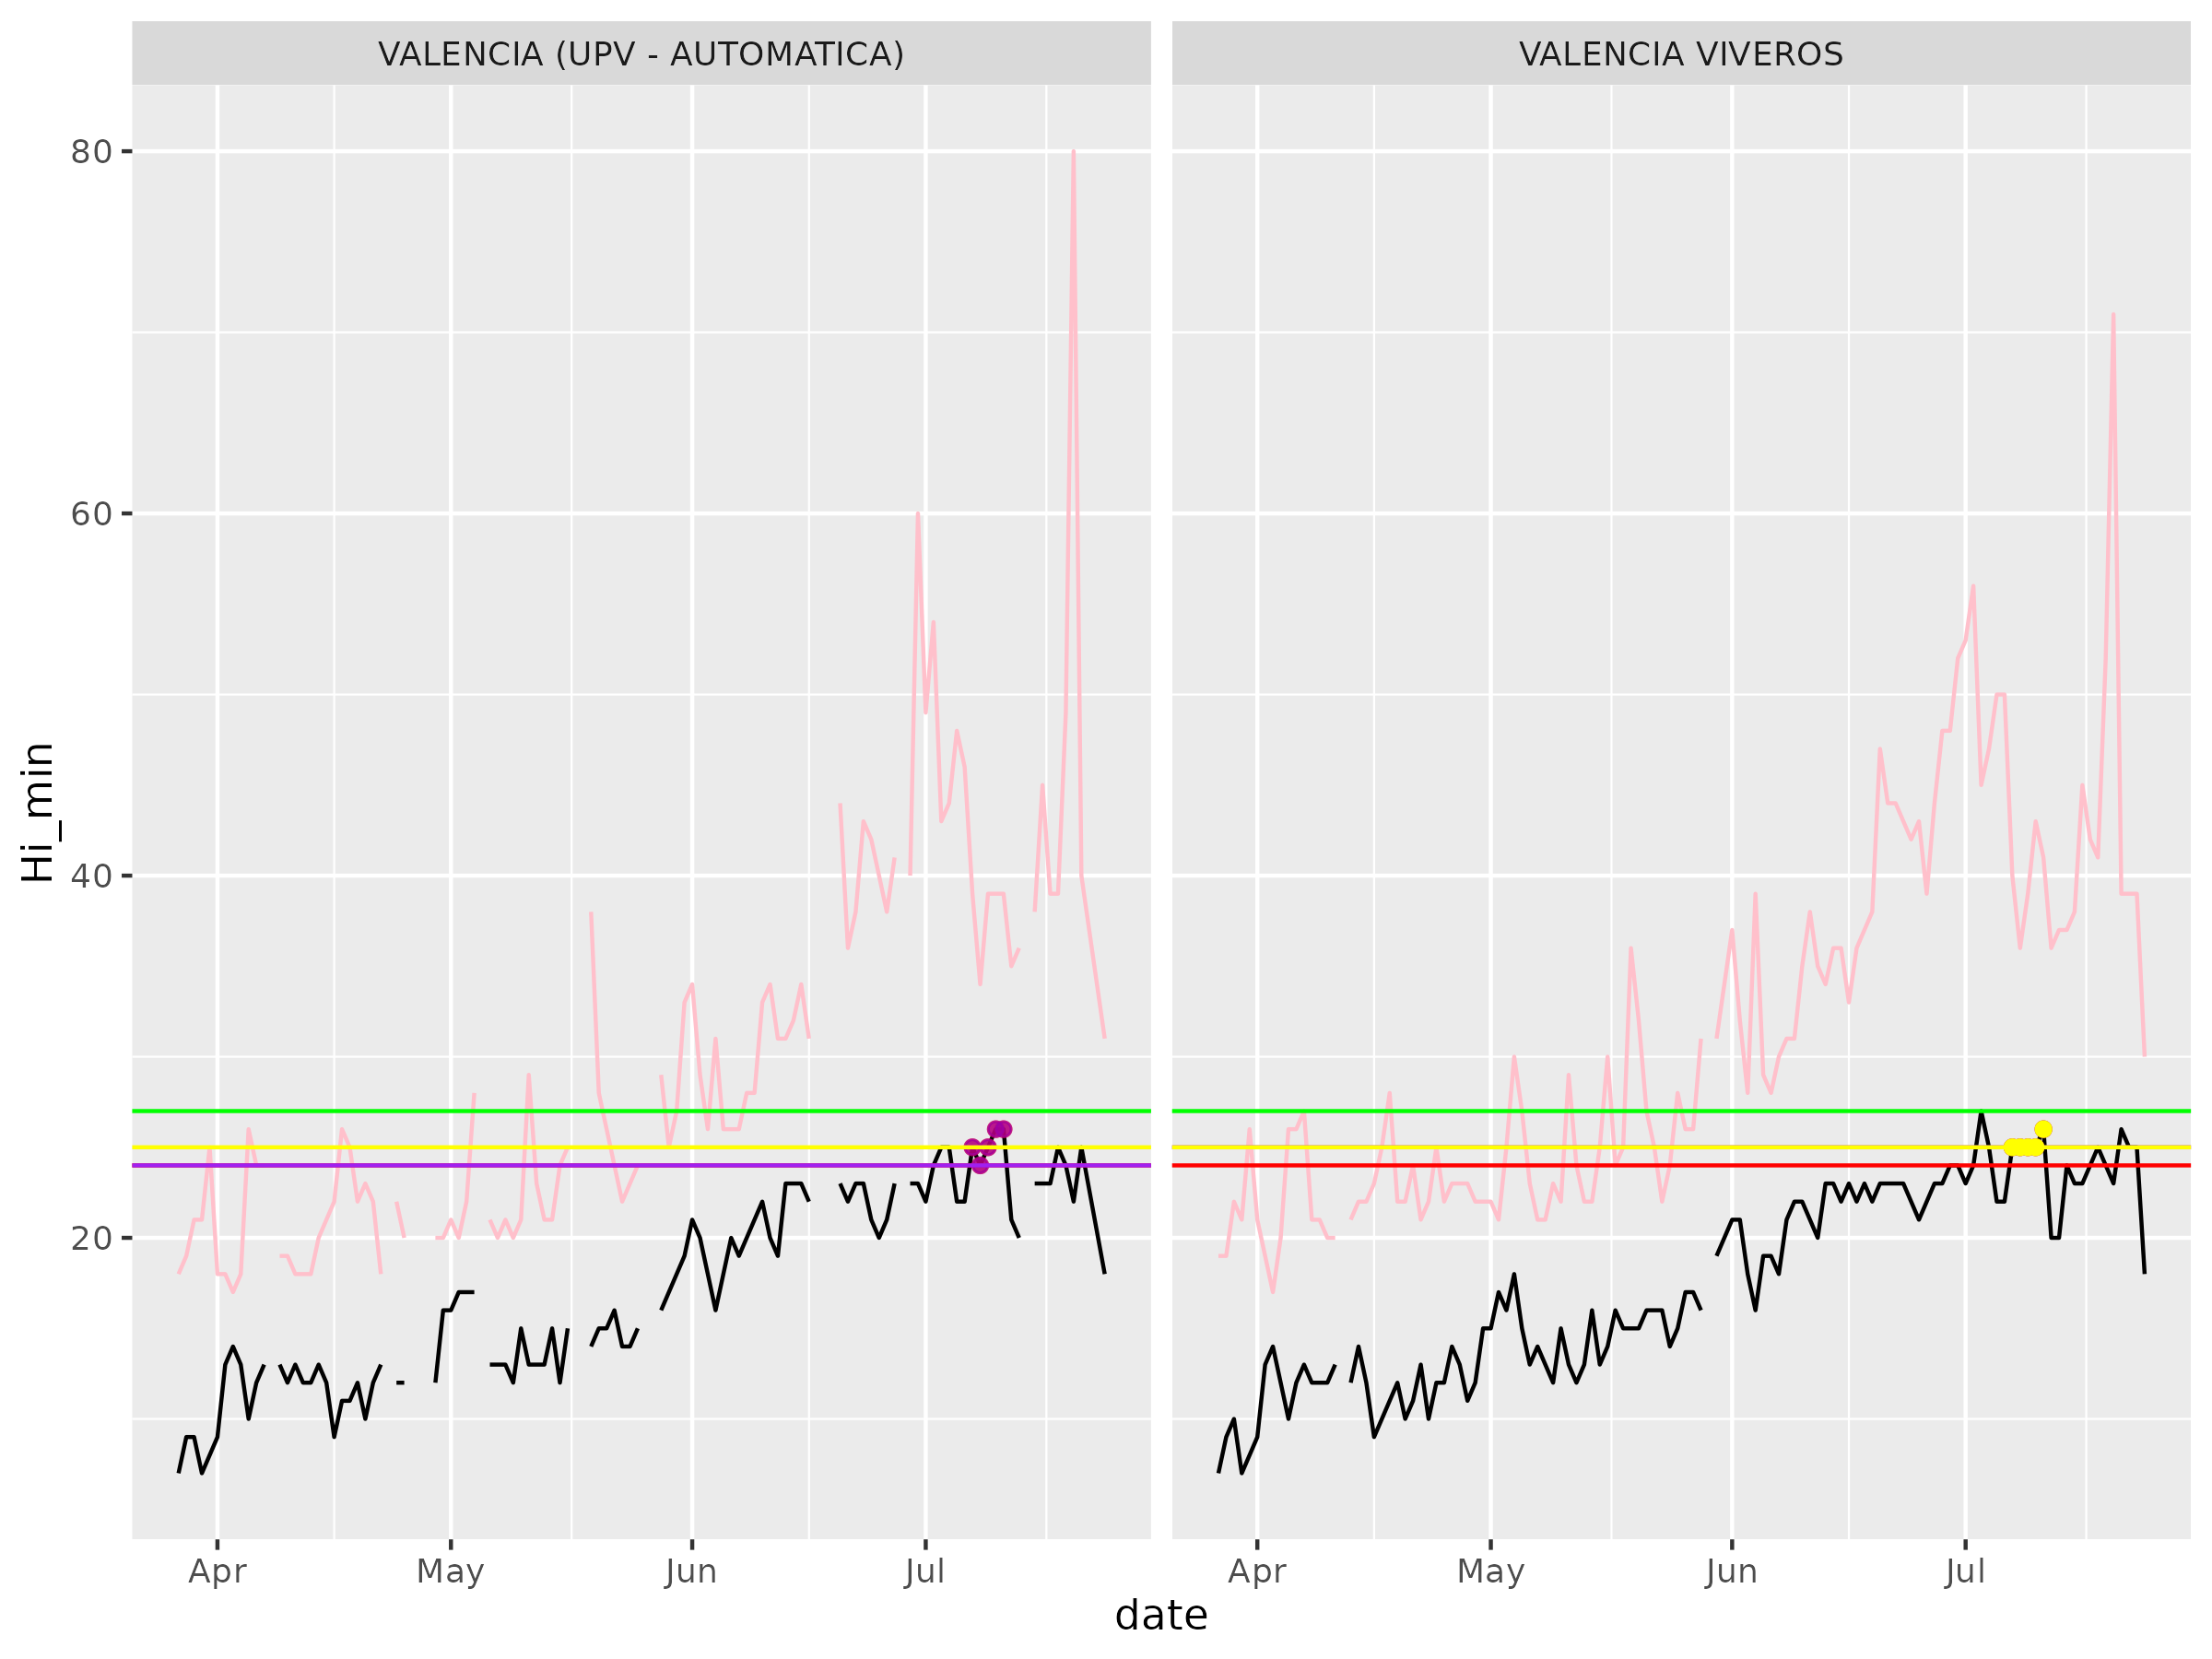 VALENCIA (UPV - AUTOMATICA)
VALENCIA VIVEROS
80
60
40
20
Hi_min
Apr May Jun Jul
Apr May Jun Jul
date